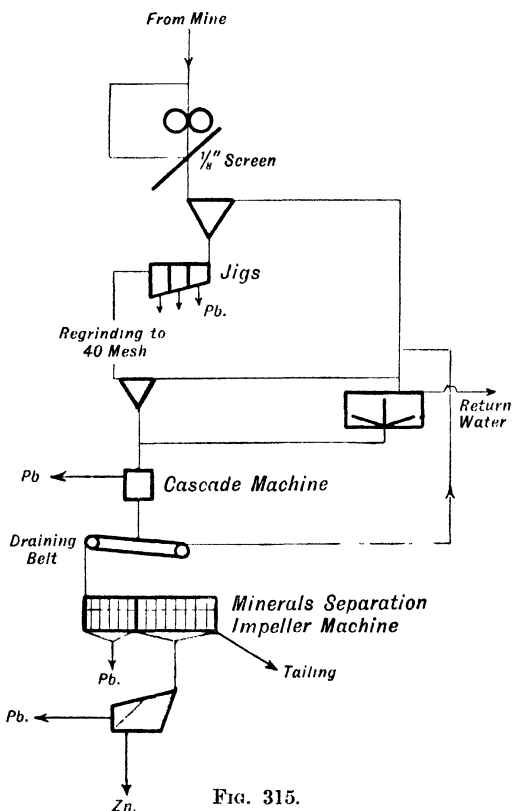 From Mine
1/8" Screen
Jigs
Pb.
Regrinding to
40 Mesh
Return
Water
Pb
Cascade Machine
Draining
Belt
Minerals Separation
Impeller Machine
Pb.
Tailing
Pb.
Zn.
FIG. 315.